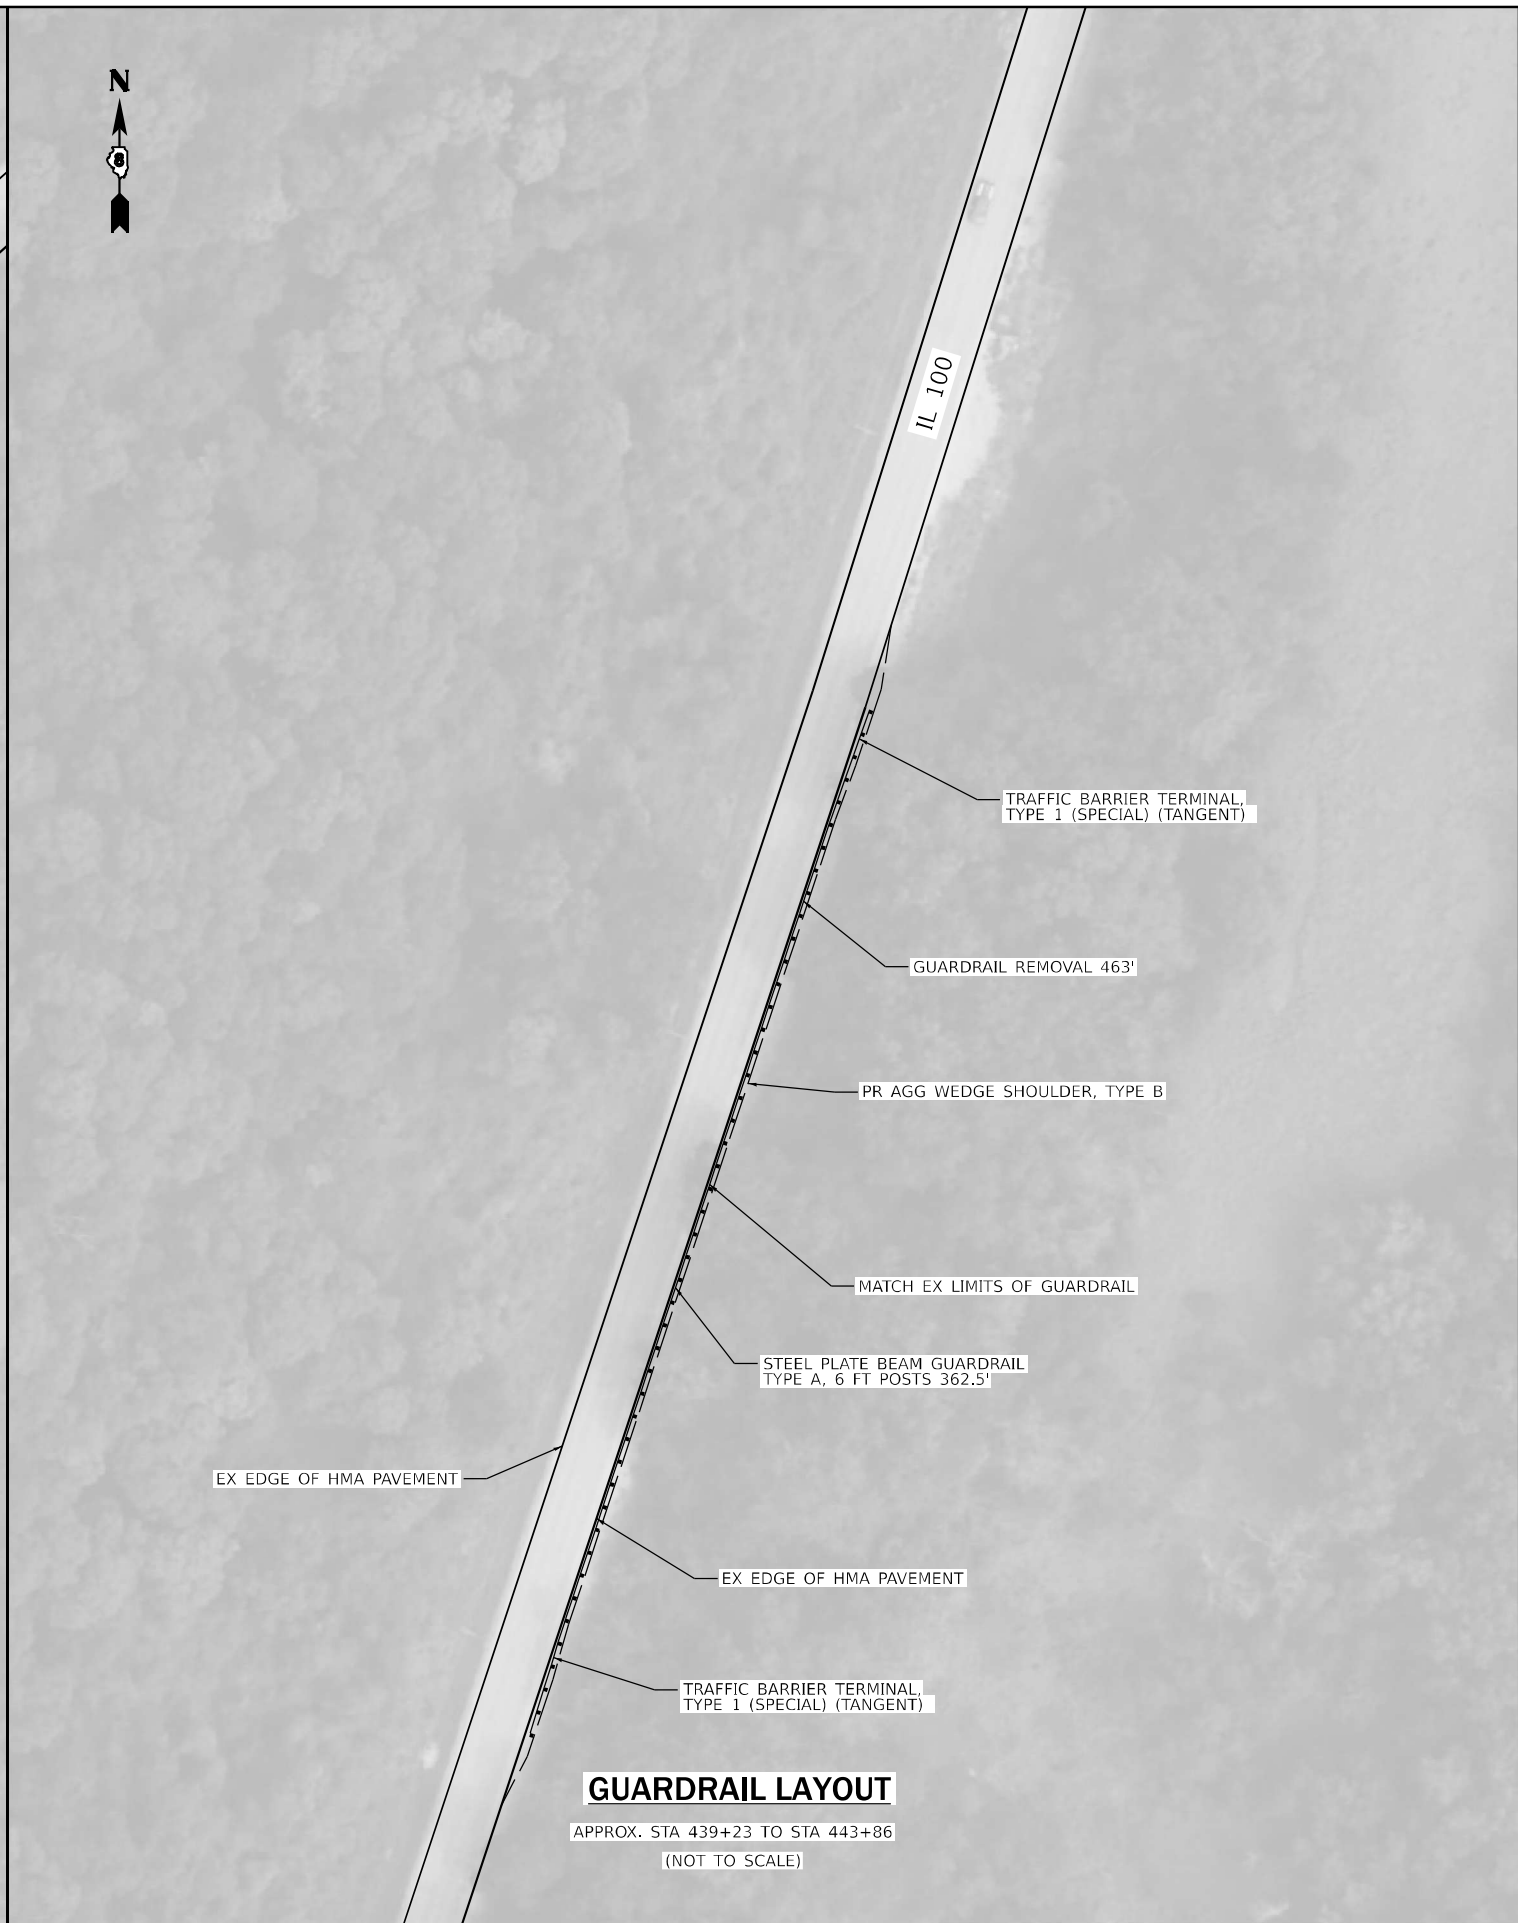 N
8
IL 100
TRAFFIC BARRIER TERMINAL,
TYPE 1 (SPECIAL) (TANGENT)
GUARDRAIL REMOVAL 463'
PR AGG WEDGE SHOULDER, TYPE B
MATCH EX LIMITS OF GUARDRAIL
STEEL PLATE BEAM GUARDRAIL
TYPE A, 6 FT POSTS 362.5'
EX EDGE OF HMA PAVEMENT
EX EDGE OF HMA PAVEMENT
TRAFFIC BARRIER TERMINAL,
TYPE 1 (SPECIAL) (TANGENT)
GUARDRAIL LAYOUT
APPROX. STA 439+23 TO STA 443+86
(NOT TO SCALE)